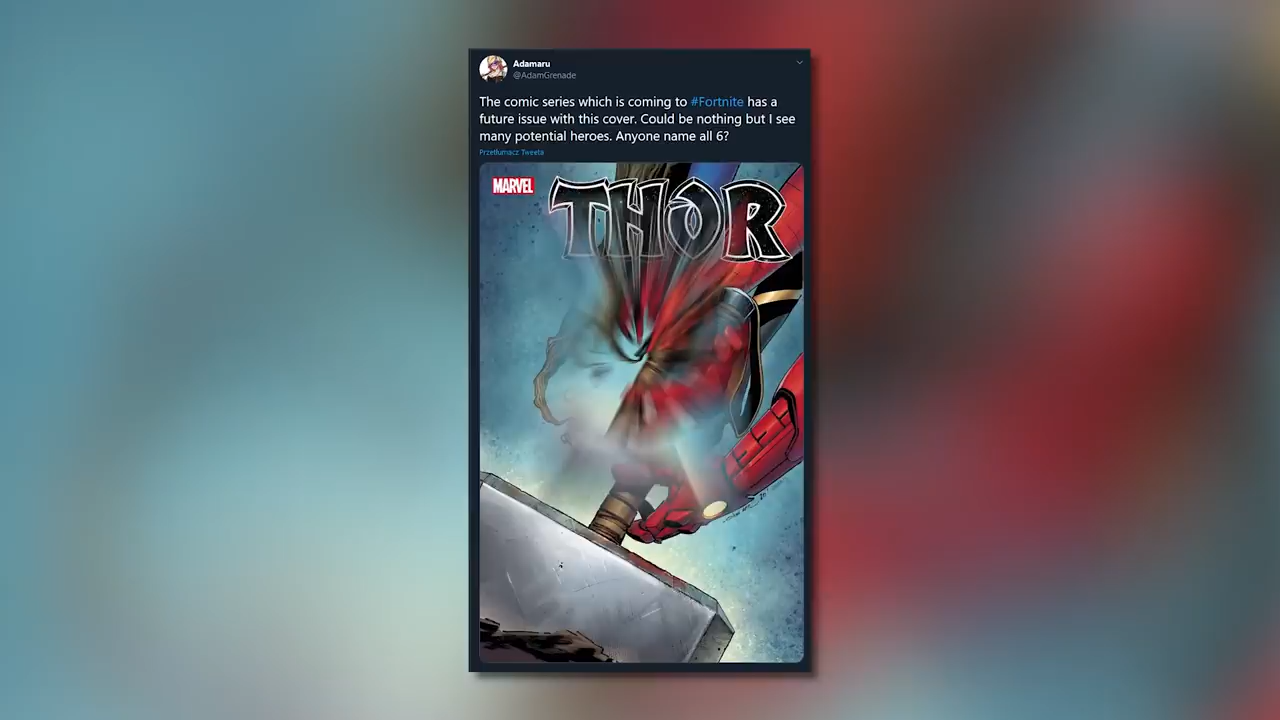 Adamaru
@AdamGrenade
The comic series which is coming to #Fortnite has a
future issue with this cover. Could be nothing but I see
many potential heroes. Anyone name all 6?
Przetłumacz Tweeta
MARVEL
THOR